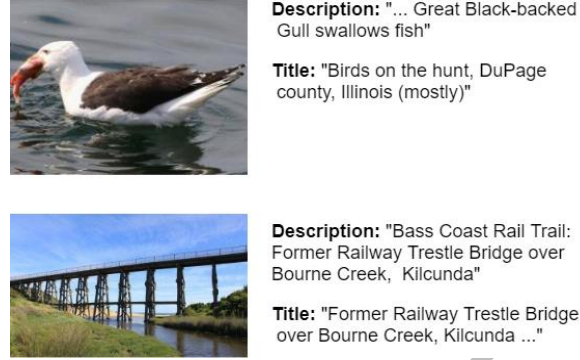 Description: "... Great Black-backed
Gull swallows fish"
Title: "Birds on the hunt, DuPage
county, Illinois (mostly)"
Description: "Bass Coast Rail Trail:
Former Railway Trestle Bridge over
Bourne Creek, Kilcunda"
Title: "Former Railway Trestle Bridge
over Bourne Creek, Kilcunda ..."